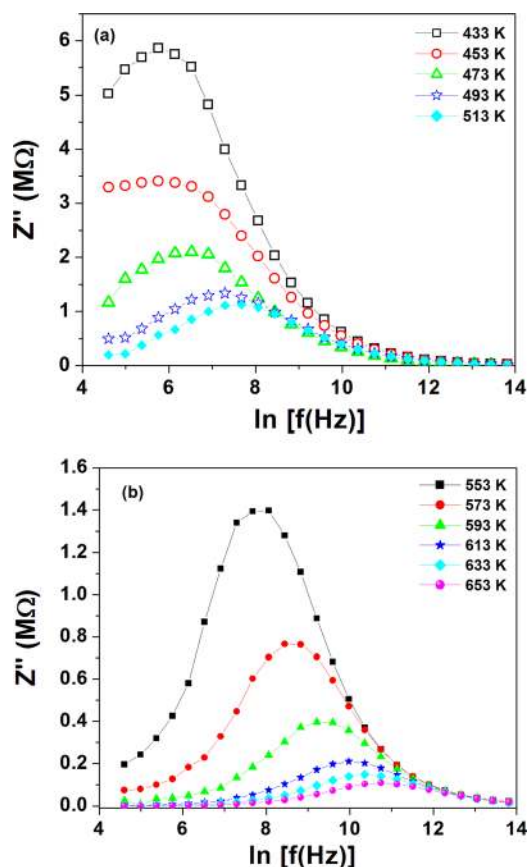 (a)
433 K
453 K
473 K
493 K
513 K
Z'' (MΩ)
6
5
4
3
2
1
0
4 6 8 10 12 14
ln [f(Hz)]
(b)
553 K
573 K
593 K
613 K
633 K
653 K
Z'' (MΩ)
1.6
1.4
1.2
1.0
0.8
0.6
0.4
0.2
0.0
4 6 8 10 12 14
ln [f(Hz)]